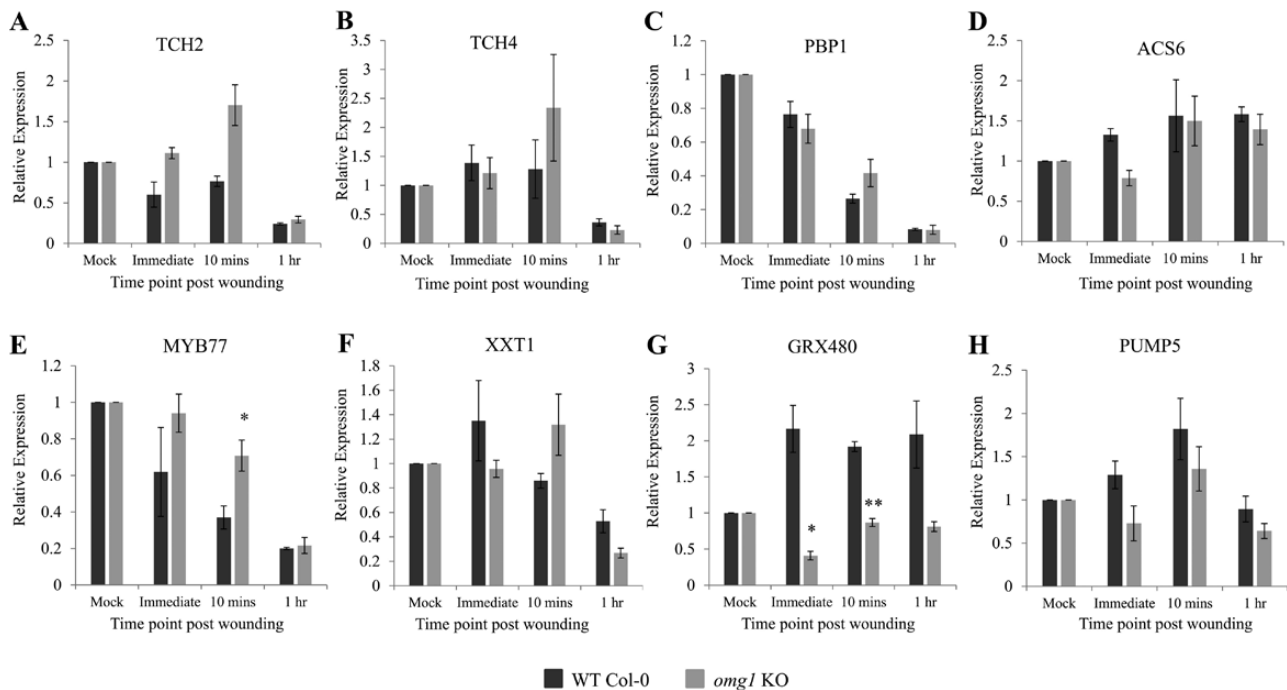 A
TCH2
2.5
2
1.5
1
0.5
0
Relative Expression
Mock Immediate 10 mins 1 hr
Time point post wounding
B
TCH4
3.5
3
2.5
2
1.5
1
0.5
0
Relative Expression
Mock Immediate 10 mins 1 hr
Time point post wounding
C
PBP1
1.2
1
0.8
0.6
0.4
0.2
0
Relative Expression
Mock Immediate 10 mins 1 hr
Time point post wounding
D
ACS6
2.5
2
1.5
1
0.5
0
Relative Expression
Mock Immediate 10 mins 1 hr
Time point post wounding
E
MYB77
1.2
1
0.8
0.6
0.4
0.2
0
*
Relative Expression
Mock Immediate 10 mins 1 hr
Time point post wounding
F
XXT1
1.8
1.6
1.4
1.2
1
0.8
0.6
0.4
0.2
0
Relative Expression
Mock Immediate 10 mins 1 hr
Time point post wounding
G
GRX480
3
2.5
2
1.5
1
0.5
0
* **
Relative Expression
Mock Immediate 10 mins 1 hr
Time point post wounding
H
PUMP5
2.5
2
1.5
1
0.5
0
Relative Expression
Mock Immediate 10 mins 1 hr
Time point post wounding
WT Col-0 omg1 KO